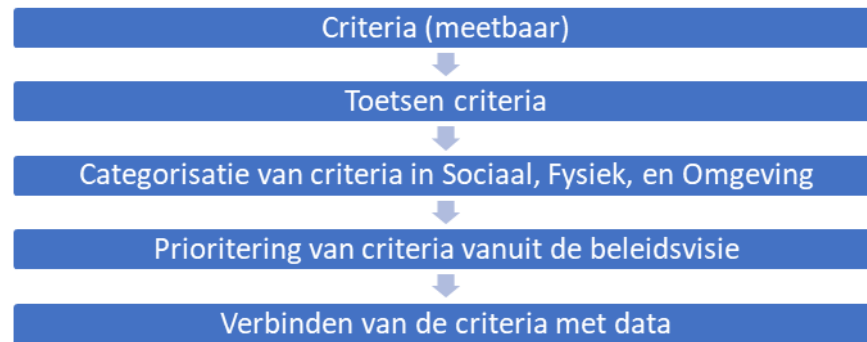 Criteria (meetbaar)
Toetsen criteria
Categorisatie van criteria in Sociaal, Fysiek, en Omgeving
Prioritering van criteria vanuit de beleidsvisie
Verbinden van de criteria met data